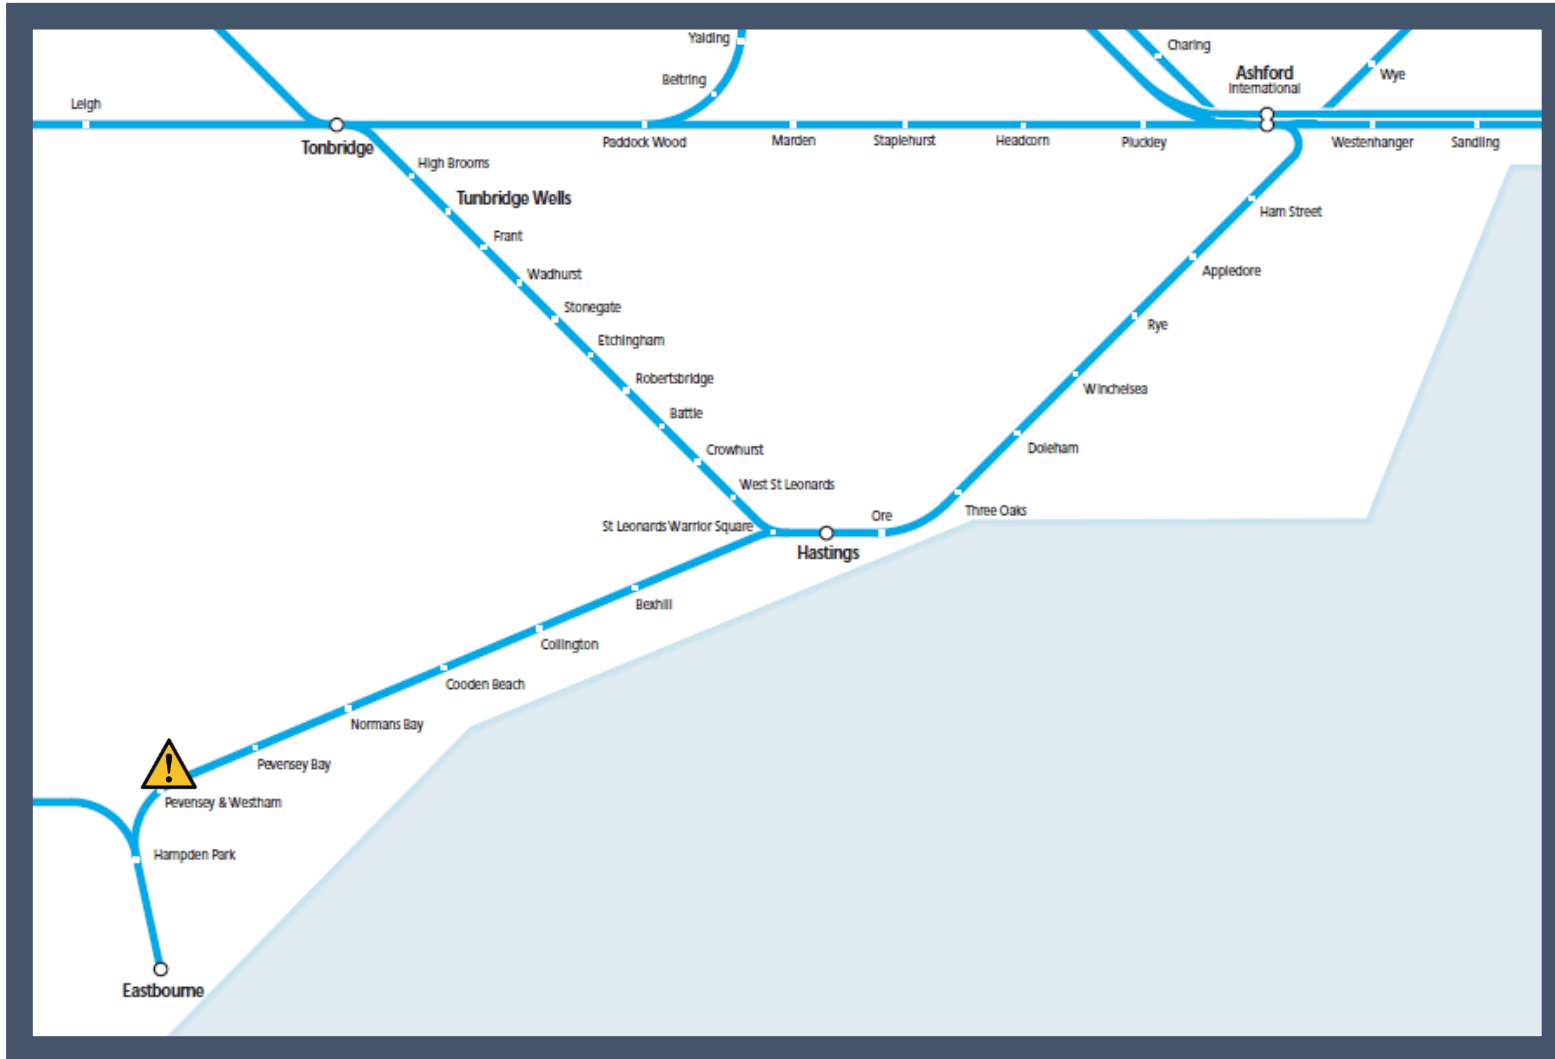 Yalding
Charing
Ashford
International
Wye
Beltring
Leigh
Tonbridge
Paddock Wood
Marden
Staplehurst
Headcorn
Pluckley
Westenhanger
Sandling
High Brooms
Tunbridge Wells
Ham Street
Frant
Wadhurst
Appledore
Stonegate
Rye
Etchingham
Robertsbridge
Winchelsea
Battle
Crowhurst
Doleham
West St Leonards
Three Oaks
Ore
St Leonards Warrior Square
Hastings
Bexhill
Collington
Cooden Beach
Normans Bay
Pevensey Bay
!
Pevensey & Westham
Hampden Park
Eastbourne